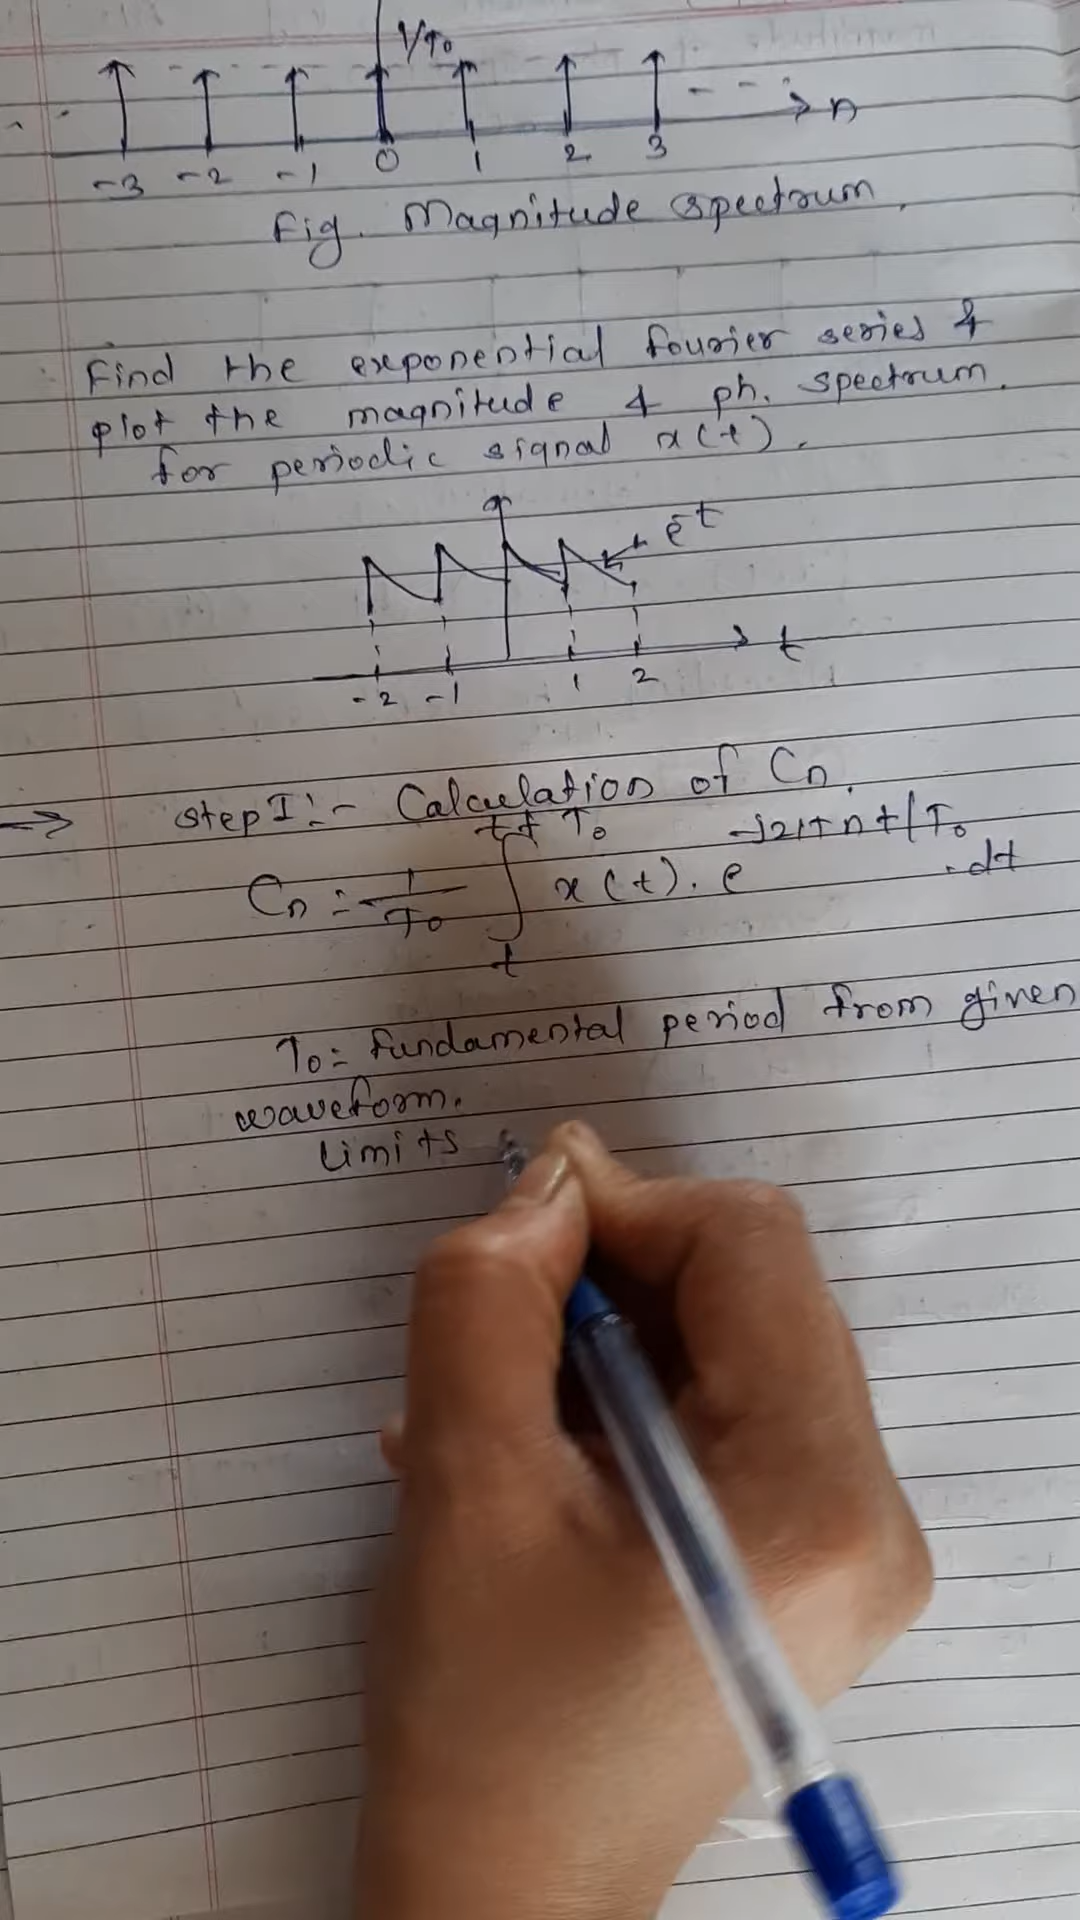 1/T₀
n
-3 -2 -1 0 1 2 3
Fig. Magnitude spectrum.
Find the exponential fourier series &
plot the magnitude & ph. spectrum.
for periodic signal x(t).
e^-t
t
-2 -1 1 2
⇒ Step I :- Calculation of Cn.
Cn = 1/T₀ ∫_t^{t+T₀} x(t). e^{-j2πnt/T₀} .dt
T₀ = fundamental period from given
waveform.
Limits